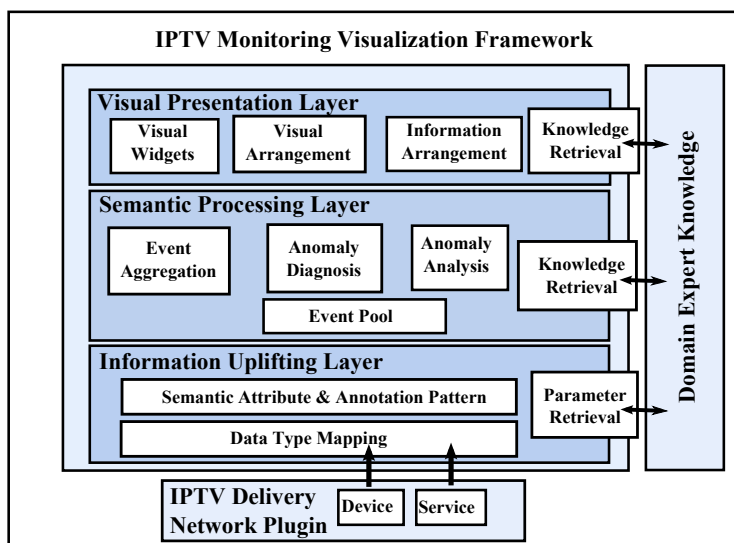 IPTV Monitoring Visualization Framework
Visual Presentation Layer
Visual
Widgets
Visual
Arrangement
Information
Arrangement
Knowledge
Retrieval
Semantic Processing Layer
Event
Aggregation
Anomaly
Diagnosis
Anomaly
Analysis
Knowledge
Retrieval
Event Pool
Information Uplifting Layer
Semantic Attribute & Annotation Pattern
Data Type Mapping
Parameter
Retrieval
Domain Expert Knowledge
IPTV Delivery
Network Plugin
Device
Service